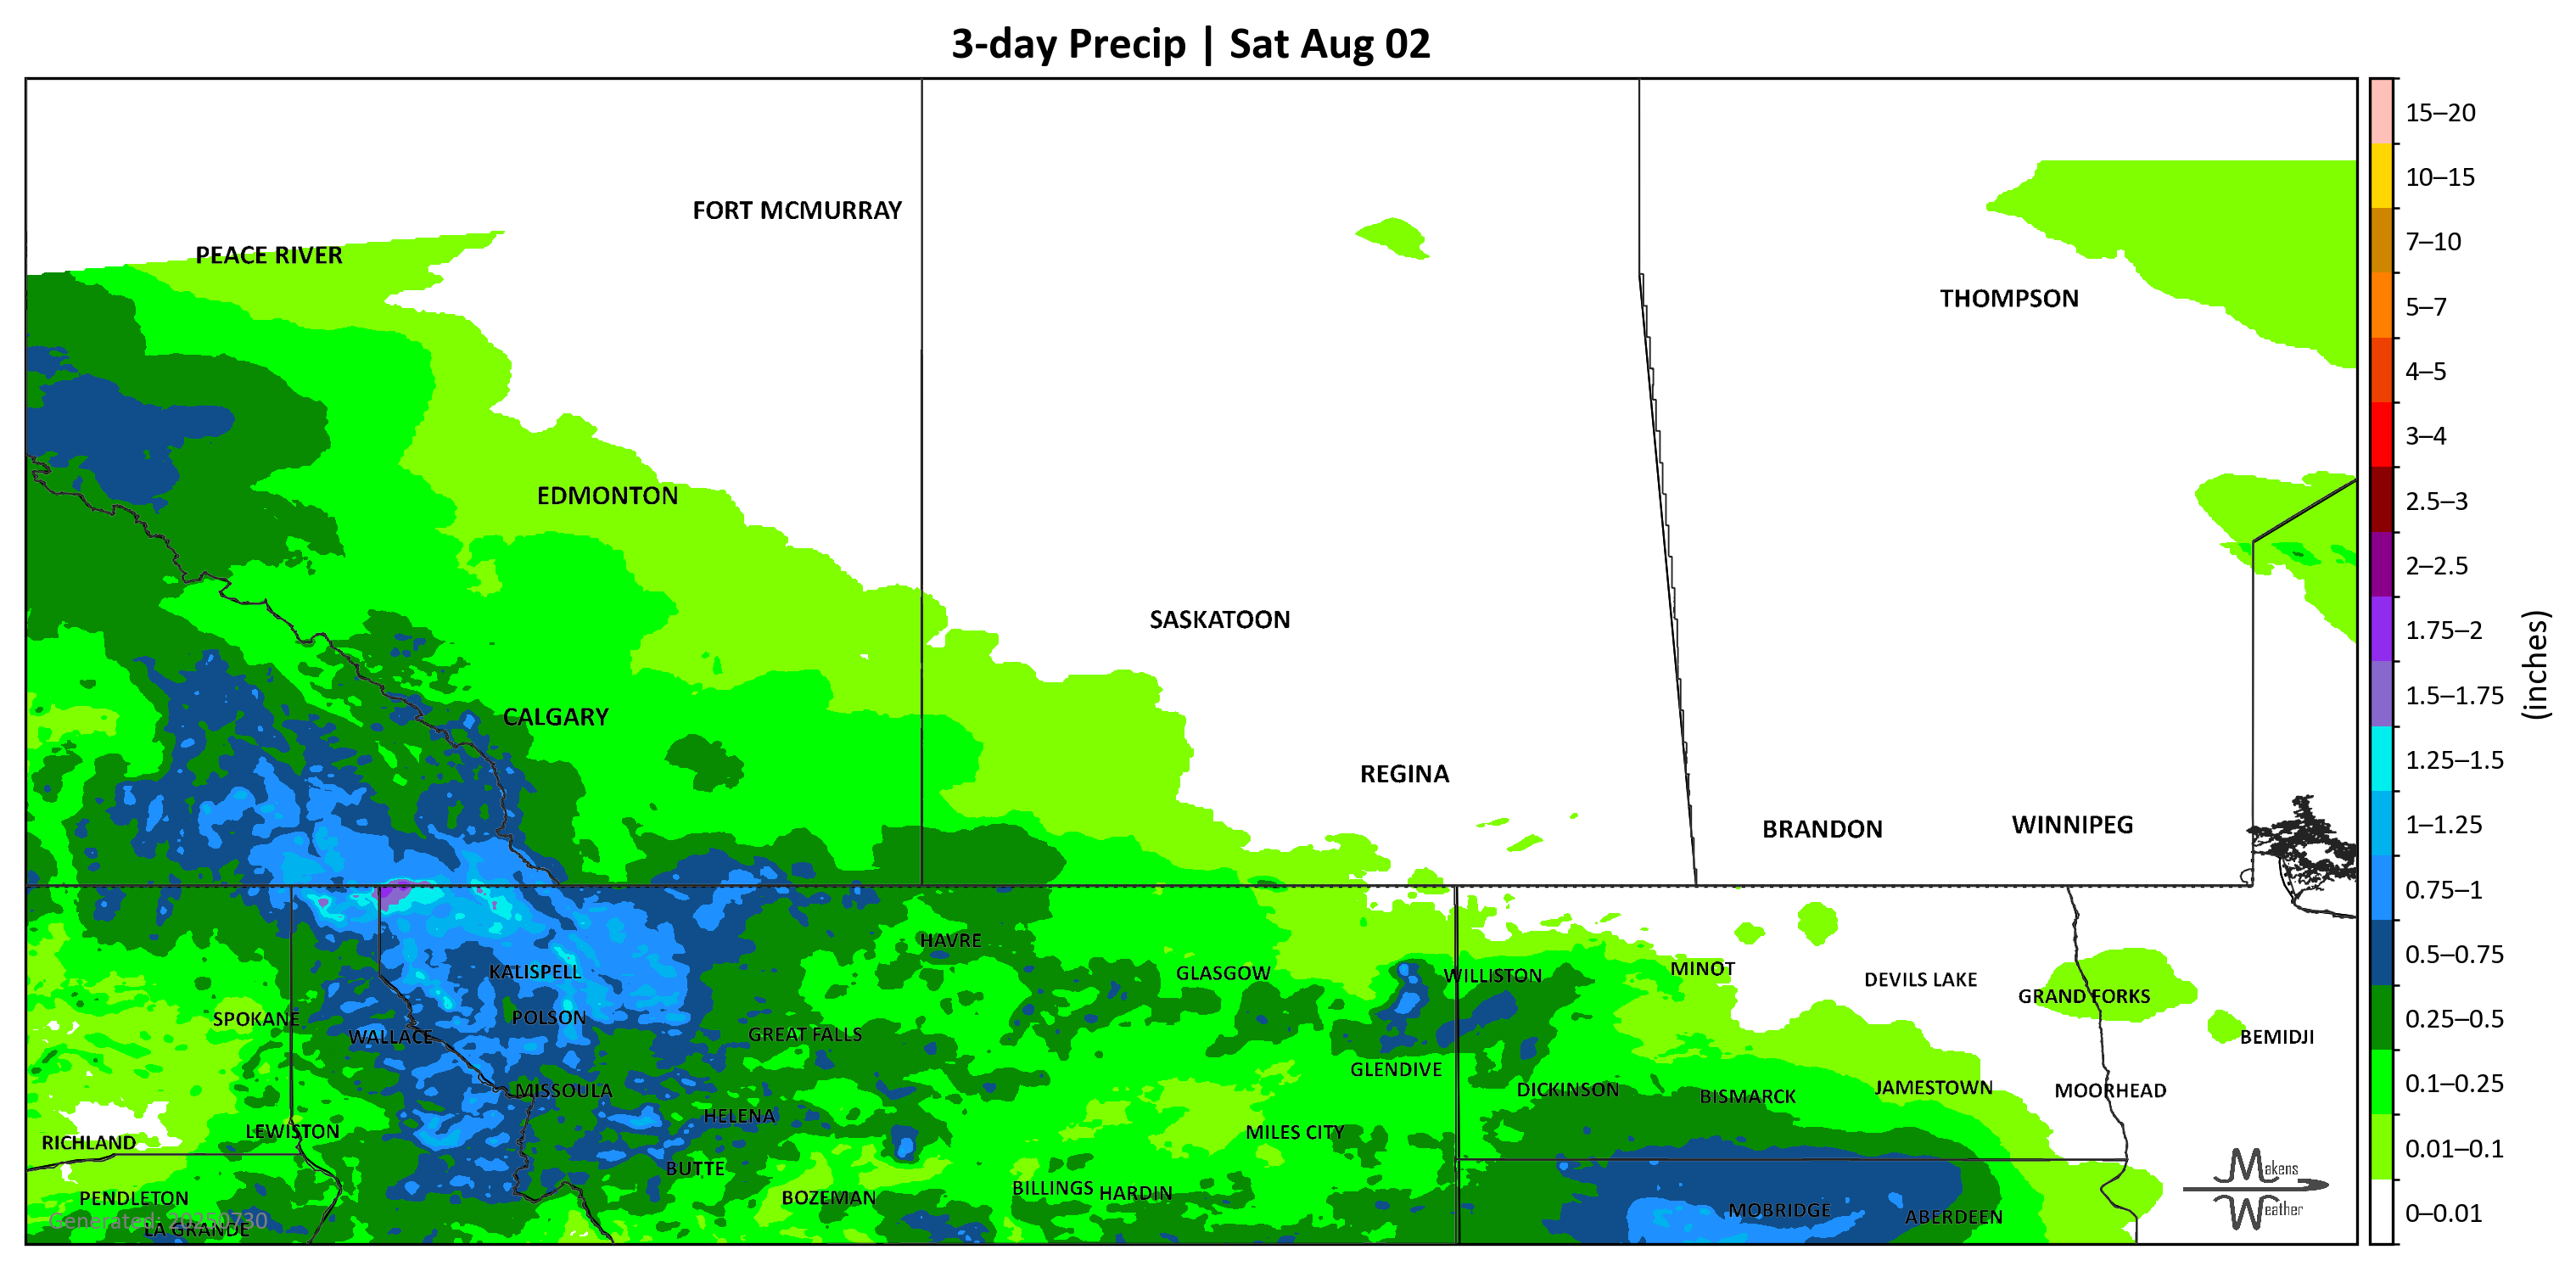 3-day Precip | Sat Aug 02
15–20
10–15
7–10
5–7
4–5
3–4
2.5–3
2–2.5
1.75–2
1.5–1.75
1.25–1.5
1–1.25
0.75–1
0.5–0.75
0.25–0.5
0.1–0.25
0.01–0.1
0–0.01
(inches)
FORT MCMURRAY
PEACE RIVER
THOMPSON
EDMONTON
SASKATOON
CALGARY
REGINA
BRANDON
WINNIPEG
HAVRE
KALISPELL
GLASGOW
WILLISTON
MINOT
DEVILS LAKE
GRAND FORKS
SPOKANE
POLSON
WALLACE
GREAT FALLS
BEMIDJI
GLENDIVE
MISSOULA
DICKINSON
BISMARCK
JAMESTOWN
MOORHEAD
HELENA
RICHLAND
LEWISTON
MILES CITY
BUTTE
PENDLETON
BOZEMAN
BILLINGS
HARDIN
MOBRIDGE
ABERDEEN
Generated: 20250730
LA GRANDE
Makens
Weather